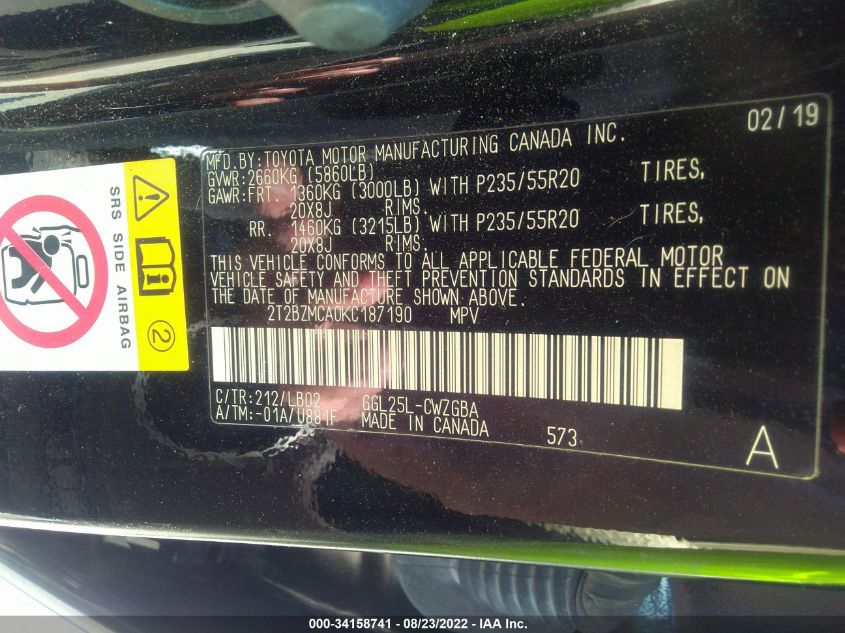 02/19
MFD.BY:TOYOTA MOTOR MANUFACTURING CANADA INC.
GVWR:2660KG (5860LB)
GAWR:FRT. 1360KG (3000LB) WITH P235/55R20 TIRES,
20X8J RIMS.
RR. 1460KG (3215LB) WITH P235/55R20 TIRES,
20X8J RIMS.
THIS VEHICLE CONFORMS TO ALL APPLICABLE FEDERAL MOTOR
VEHICLE SAFETY AND THEFT PREVENTION STANDARDS IN EFFECT ON
THE DATE OF MANUFACTURE SHOWN ABOVE.
2T2BZMCA0KC187190 MPV
C/TR:212/LB02 GGL25L-CWZGBA
A/TM:-01A/U881F MADE IN CANADA 573
A
SRS SIDE AIRBAG
2
000-34158741 - 08/23/2022 - IAA Inc.